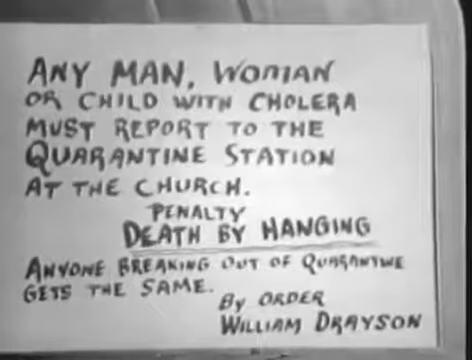 ANY MAN, WOMAN
OR CHILD WITH CHOLERA
MUST REPORT TO THE
QUARANTINE STATION
AT THE CHURCH.
PENALTY
DEATH BY HANGING
ANYONE BREAKING OUT OF QUARANTINE
GETS THE SAME.
BY ORDER
WILLIAM DRAYSON